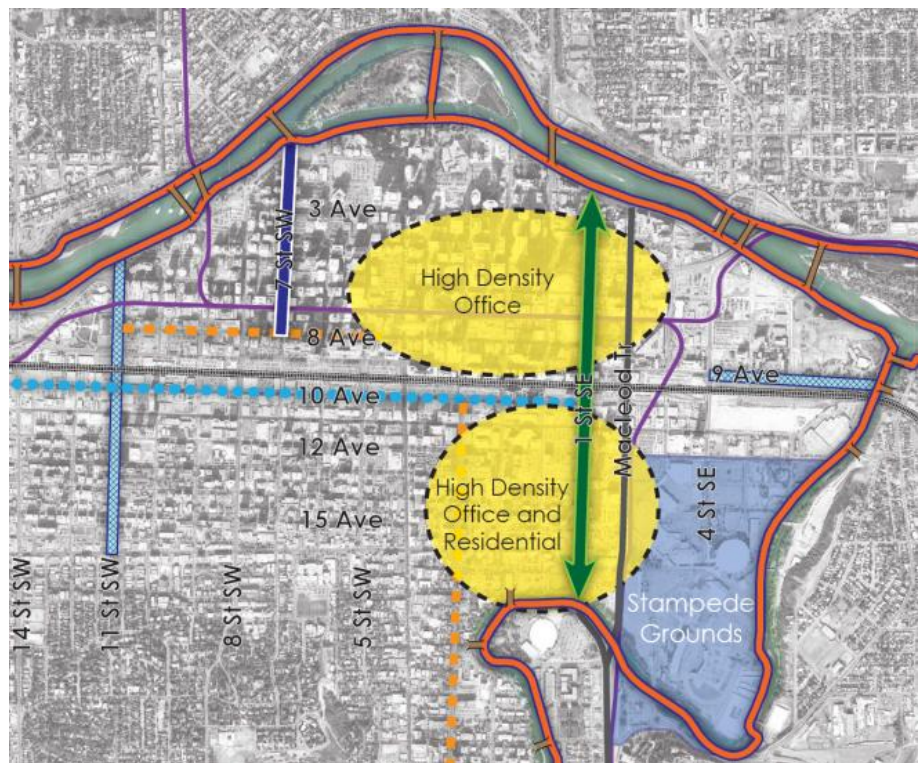 3 Ave
7 St SW
High Density
Office
8 Ave
9 Ave
10 Ave
1 St SE
Macleod Tr
12 Ave
High Density
Office and
Residential
15 Ave
4 St SE
Stampede
Grounds
14 St SW
11 St SW
8 St SW
5 St SW